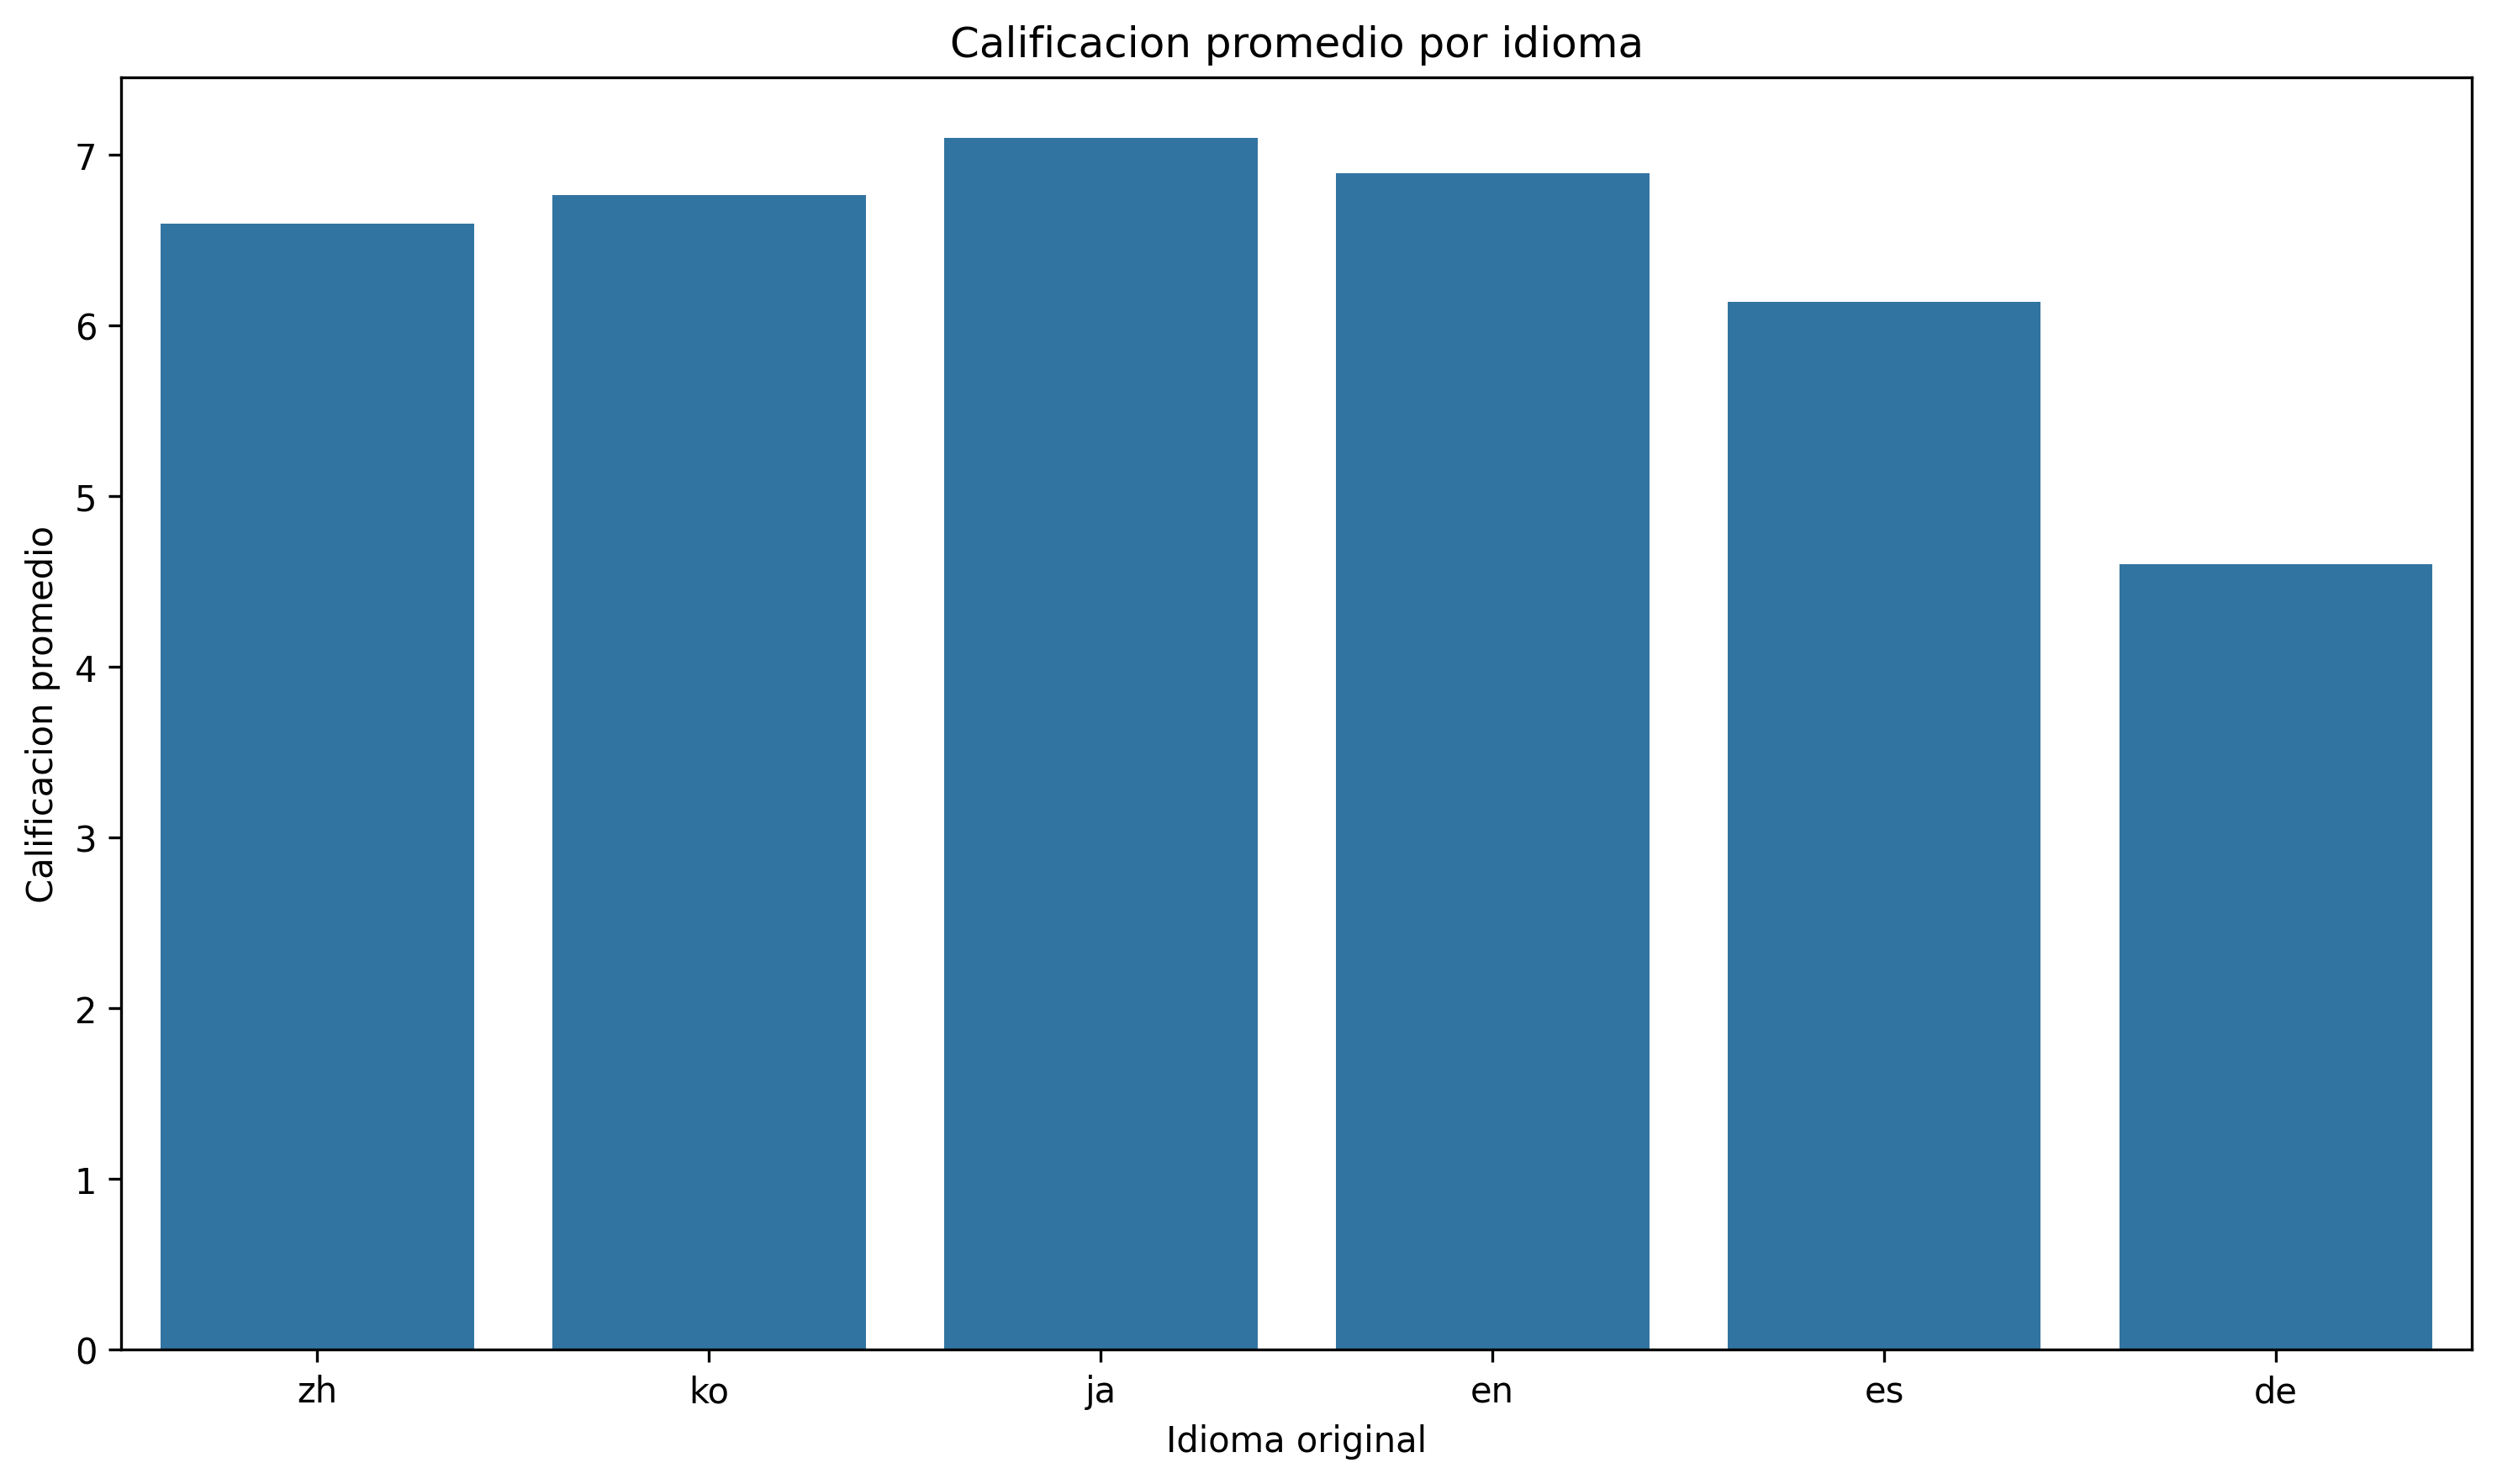 Calificacion promedio por idioma
Calificacion promedio
7
6
5
4
3
2
1
0
zh ko ja en es de
Idioma original